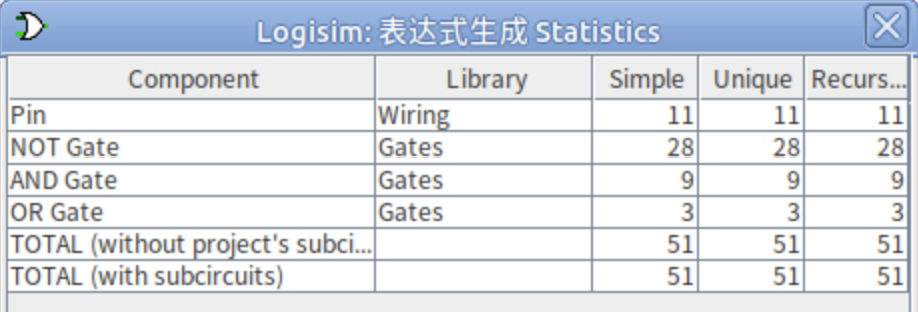 Logisim: 表达式生成 Statistics
Component Library Simple Unique Recurs...
Pin Wiring 11 11 11
NOT Gate Gates 28 28 28
AND Gate Gates 9 9 9
OR Gate Gates 3 3 3
TOTAL (without project's subci... 51 51 51
TOTAL (with subcircuits) 51 51 51